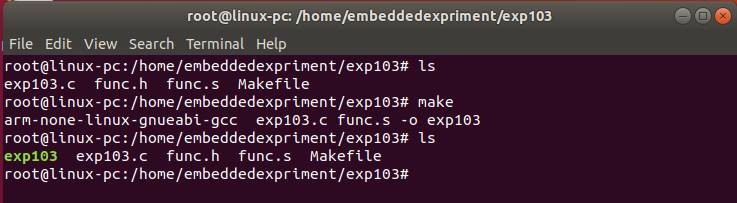 root@linux-pc: /home/embeddedexpriment/exp103
File Edit View Search Terminal Help
root@linux-pc:/home/embeddedexpriment/exp103# ls
exp103.c  func.h  func.s  Makefile
root@linux-pc:/home/embeddedexpriment/exp103# make
arm-none-linux-gnueabi-gcc  exp103.c func.s -o exp103
root@linux-pc:/home/embeddedexpriment/exp103# ls
exp103  exp103.c  func.h  func.s  Makefile
root@linux-pc:/home/embeddedexpriment/exp103#